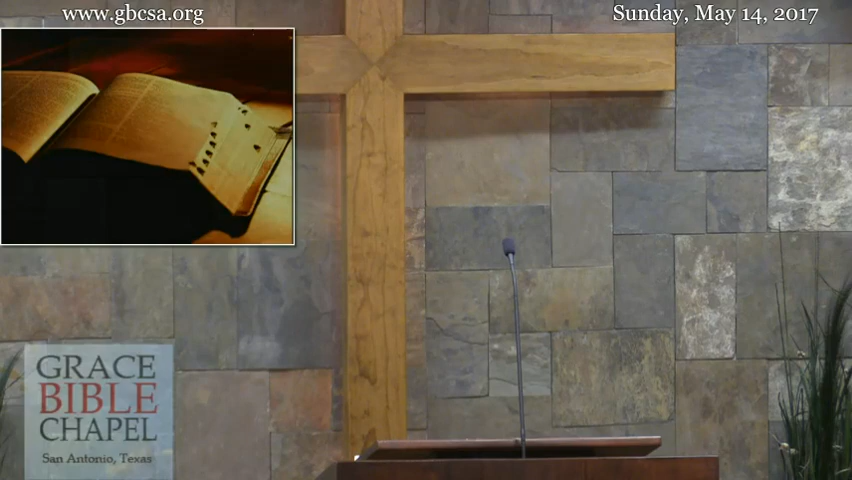 www.gbcsa.org
Sunday, May 14, 2017
GRACE
BIBLE
CHAPEL
San Antonio, Texas